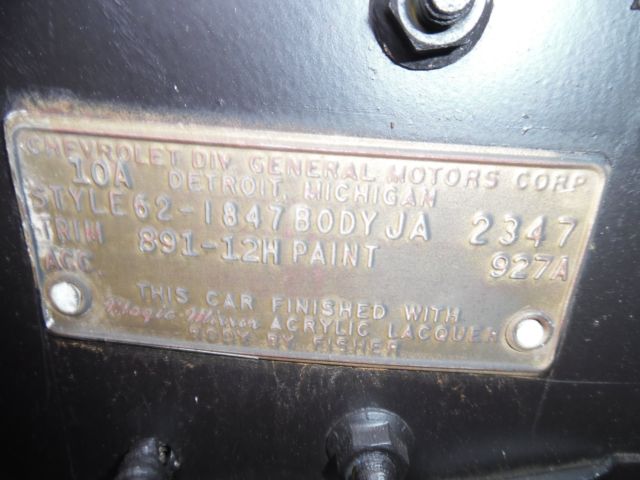 CHEVROLET DIV. GENERAL MOTORS CORP
10A DETROIT, MICHIGAN
STYLE 62-1847 BODY JA 2347
TRIM 891-12H PAINT 927A
ACC.
THIS CAR FINISHED WITH
Magic-Mirror ACRYLIC LACQUER
BODY BY FISHER